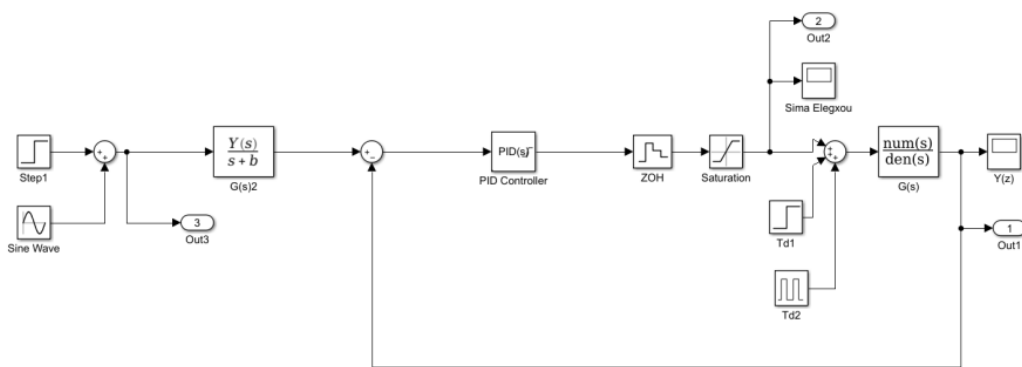 2
Out2
Sima Elegxou
Step1
+
+
Y(s)
s + b
G(s)2
+
−
PID(s)
PID Controller
ZOH
Saturation
+
+
+
num(s)
den(s)
G(s)
Y(z)
Sine Wave
3
Out3
Td1
1
Out1
Td2